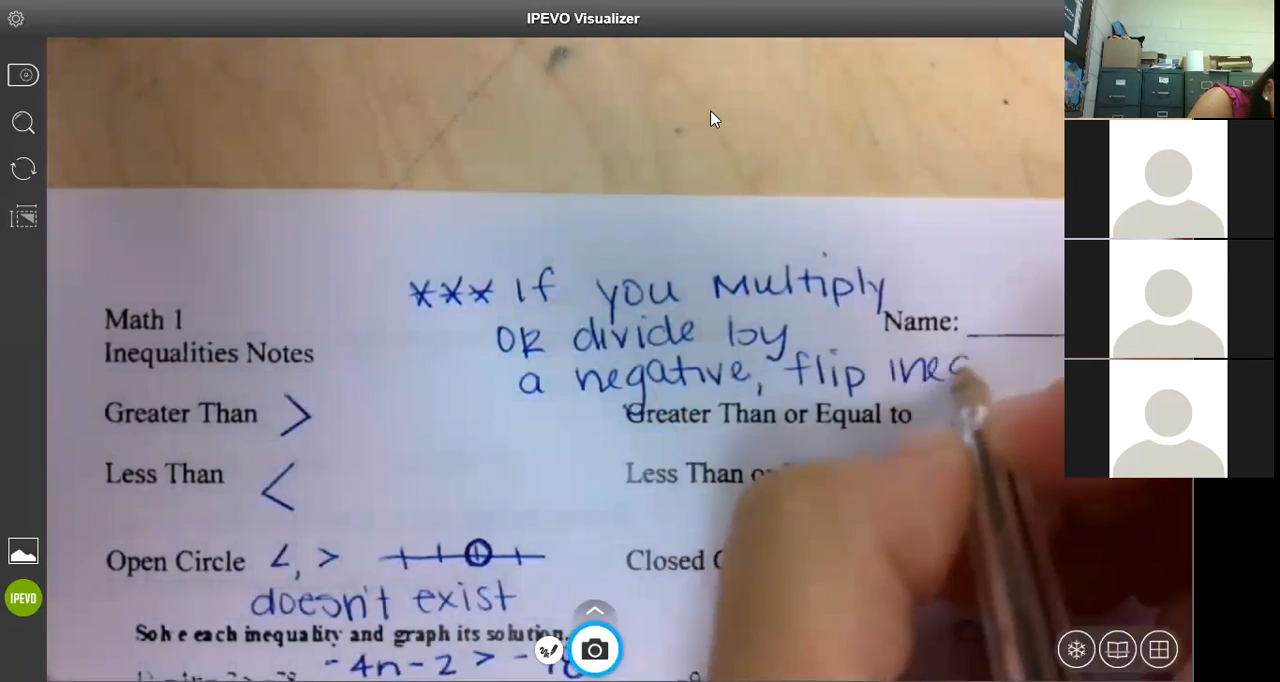 IPEVO Visualizer
*** If you Multiply
or divide by
a negative, flip ineq
Math 1
Name:
Inequalities Notes
Greater Than >
Greater Than or Equal to
Less Than <
Less Than
Open Circle <, >
Closed
doesn't exist
Solve each inequality and graph its solution.
-4n - 2 >
IPEVO